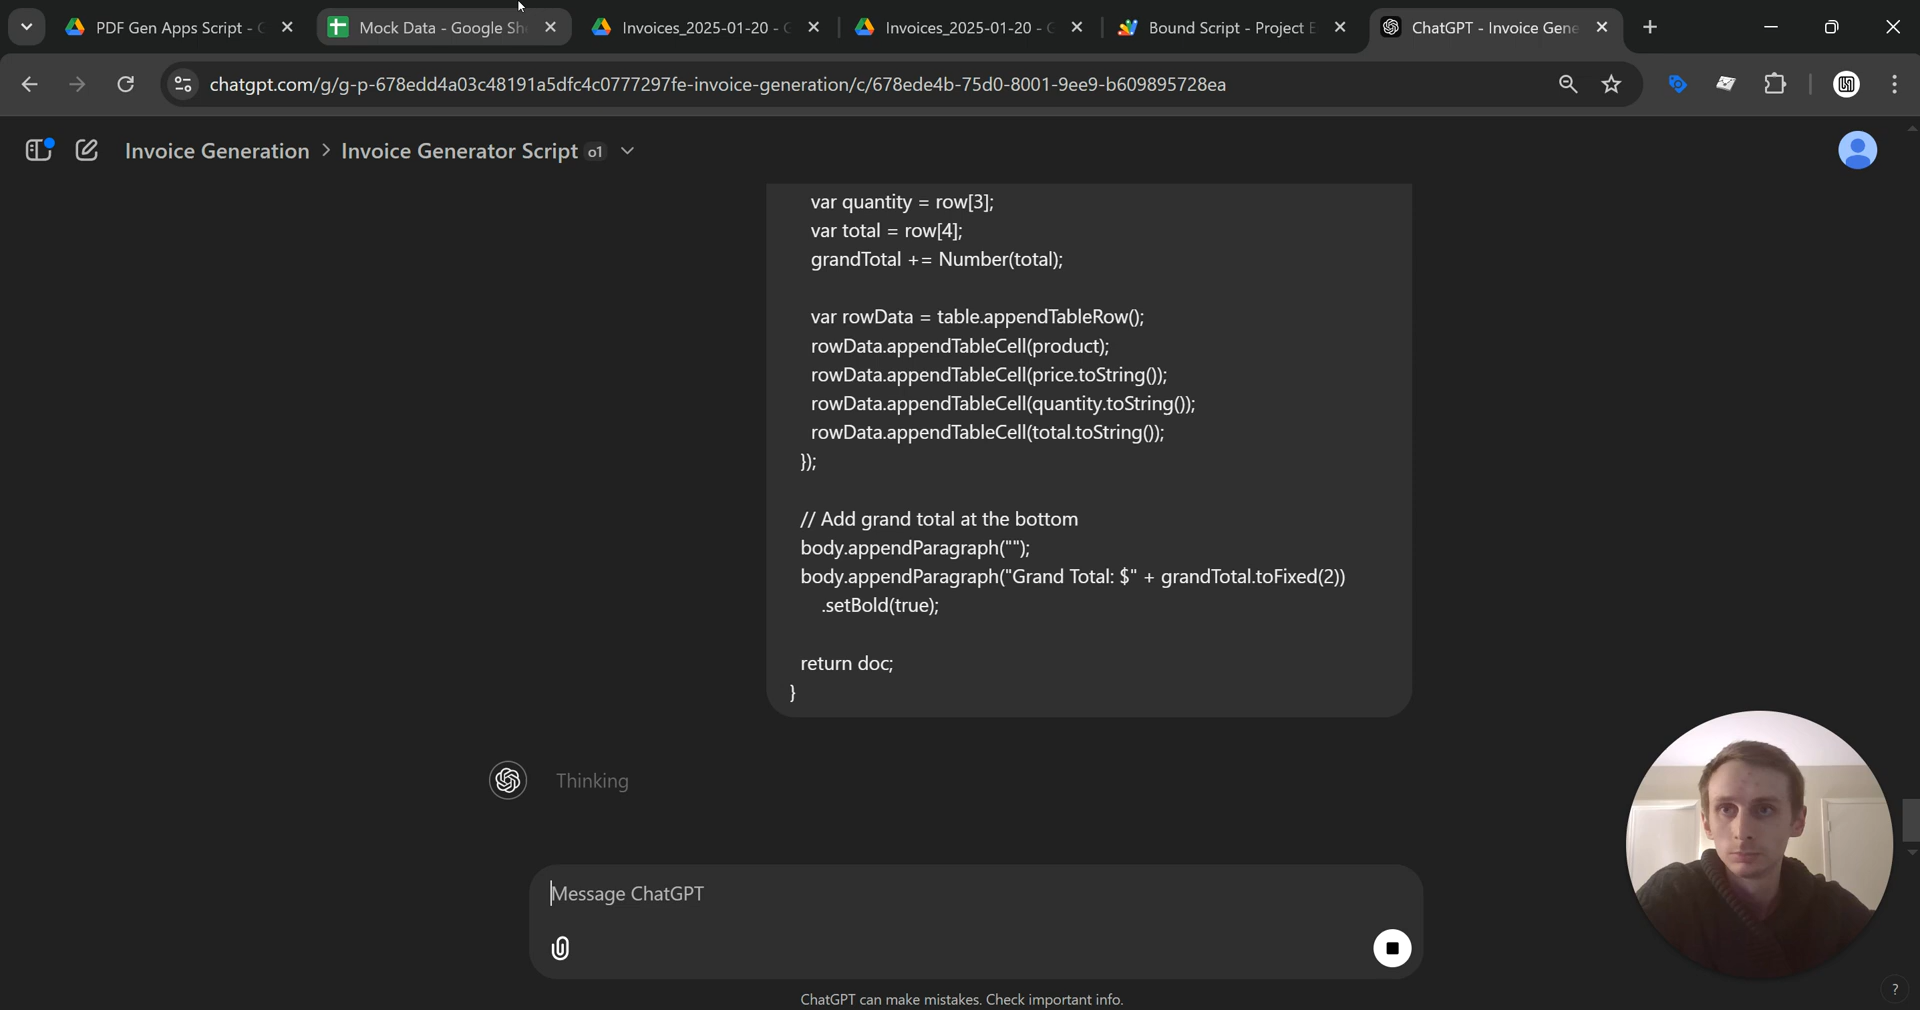 PDF Gen Apps Script -
Mock Data - Google She
Invoices_2025-01-20 -
Invoices_2025-01-20 -
Bound Script - Project E
ChatGPT - Invoice Gene
chatgpt.com/g/g-p-678edd4a03c48191a5dfc4c0777297fe-invoice-generation/c/678ede4b-75d0-8001-9ee9-b609895728ea
Invoice Generation > Invoice Generator Script o1
var quantity = row[3];
var total = row[4];
grandTotal += Number(total);
var rowData = table.appendTableRow();
rowData.appendTableCell(product);
rowData.appendTableCell(price.toString());
rowData.appendTableCell(quantity.toString());
rowData.appendTableCell(total.toString());
});
// Add grand total at the bottom
body.appendParagraph("");
body.appendParagraph("Grand Total: $" + grandTotal.toFixed(2))
.setBold(true);
return doc;
}
Thinking
Message ChatGPT
ChatGPT can make mistakes. Check important info.
?